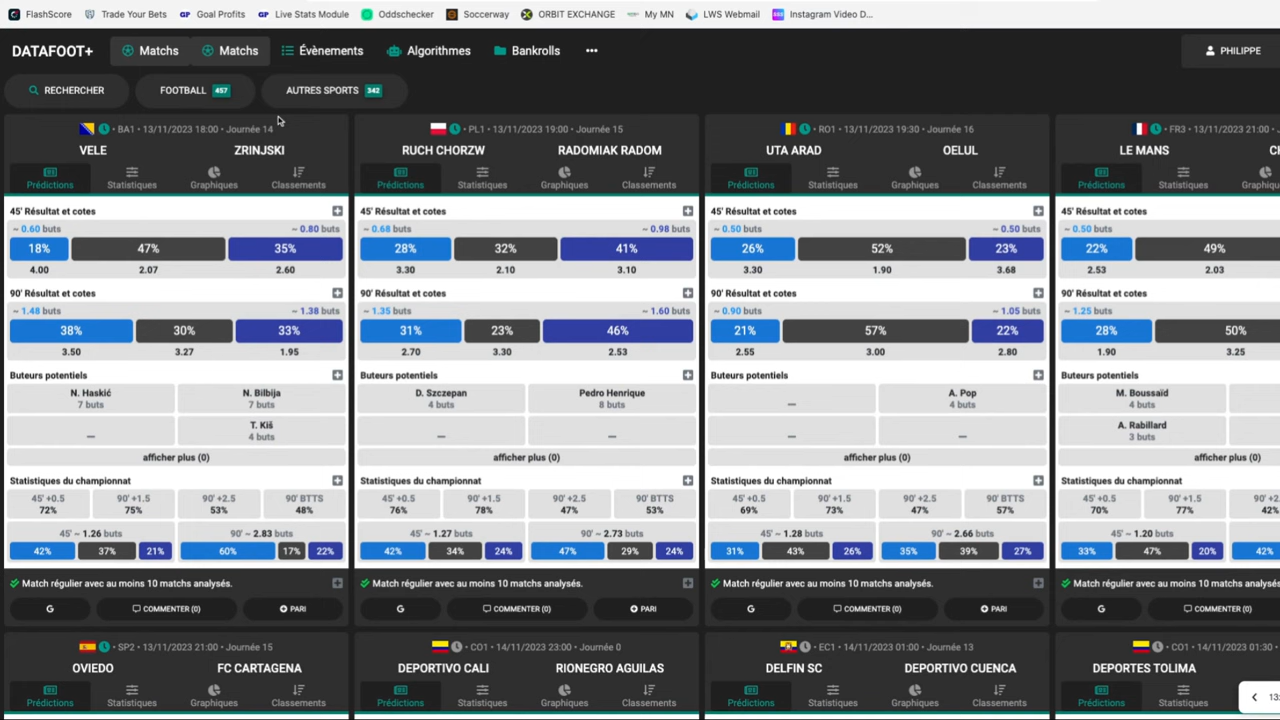 FlashScore Trade Your Bets Goal Profits Live Stats Module Oddschecker Soccerway ORBIT EXCHANGE My MN LWS Webmail Instagram Video D...
DATAFOOT+ Matchs Matchs Évènements Algorithmes Bankrolls ••• PHILIPPE
RECHERCHER FOOTBALL 457 AUTRES SPORTS 342
• BA1 • 13/11/2023 18:00 • Journée 14
VELE ZRINJSKI
Prédictions Statistiques Graphiques Classements
45' Résultat et cotes
~ 0.60 buts ~ 0.80 buts
18% 47% 35%
4.00 2.07 2.60
90' Résultat et cotes
~ 1.48 buts ~ 1.38 buts
38% 30% 33%
3.50 3.27 1.95
Buteurs potentiels
N. Haskić N. Bilbija
7 buts 7 buts
— T. Kiš
4 buts
afficher plus (0)
Statistiques du championnat
45' +0.5 90' +1.5 90' +2.5 90' BTTS
72% 75% 53% 48%
45' ~ 1.26 buts 90' ~ 2.83 buts
42% 37% 21% 60% 17% 22%
Match régulier avec au moins 10 matchs analysés.
G COMMENTER (0) PARI
• PL1 • 13/11/2023 19:00 • Journée 15
RUCH CHORZW RADOMIAK RADOM
Prédictions Statistiques Graphiques Classements
45' Résultat et cotes
~ 0.68 buts ~ 0.98 buts
28% 32% 41%
3.30 2.10 3.10
90' Résultat et cotes
~ 1.35 buts ~ 1.60 buts
31% 23% 46%
2.70 3.30 2.53
Buteurs potentiels
D. Szczepan Pedro Henrique
4 buts 8 buts
— —
afficher plus (0)
Statistiques du championnat
45' +0.5 90' +1.5 90' +2.5 90' BTTS
76% 78% 47% 53%
45' ~ 1.27 buts 90' ~ 2.73 buts
42% 34% 24% 47% 29% 24%
Match régulier avec au moins 10 matchs analysés.
G COMMENTER (0) PARI
• RO1 • 13/11/2023 19:30 • Journée 16
UTA ARAD OELUL
Prédictions Statistiques Graphiques Classements
45' Résultat et cotes
~ 0.50 buts ~ 0.50 buts
26% 52% 23%
3.30 1.90 3.68
90' Résultat et cotes
~ 0.90 buts ~ 1.05 buts
21% 57% 22%
2.55 3.00 2.80
Buteurs potentiels
— A. Pop
4 buts
— —
afficher plus (0)
Statistiques du championnat
45' +0.5 90' +1.5 90' +2.5 90' BTTS
69% 73% 47% 57%
45' ~ 1.28 buts 90' ~ 2.66 buts
31% 43% 26% 35% 39% 27%
Match régulier avec au moins 10 matchs analysés.
G COMMENTER (0) PARI
• FR3 • 13/11/2023 21:00 •
LE MANS
Prédictions Statistiques
45' Résultat et cotes
~ 0.50 buts
22% 49%
2.53 2.03
90' Résultat et cotes
~ 1.25 buts
28% 50%
1.90 3.25
Buteurs potentiels
M. Boussaïd
4 buts
A. Rabillard
3 buts
afficher plus (0)
Statistiques du championnat
45' +0.5 90' +1.5
70% 77%
45' ~ 1.20 buts
33% 47% 20% 42%
Match régulier avec au moins 10 matchs analysés.
G COMMENTER (0)
• SP2 • 13/11/2023 21:00 • Journée 15
OVIEDO FC CARTAGENA
Prédictions Statistiques Graphiques Classements
• CO1 • 14/11/2023 23:00 • Journée 0
DEPORTIVO CALI RIONEGRO AGUILAS
Prédictions Statistiques Graphiques Classements
• EC1 • 14/11/2023 01:00 • Journée 13
DELFIN SC DEPORTIVO CUENCA
Prédictions Statistiques Graphiques Classements
• CO1 • 14/11/2023 01:30 •
DEPORTES TOLIMA
Prédictions Statistiques